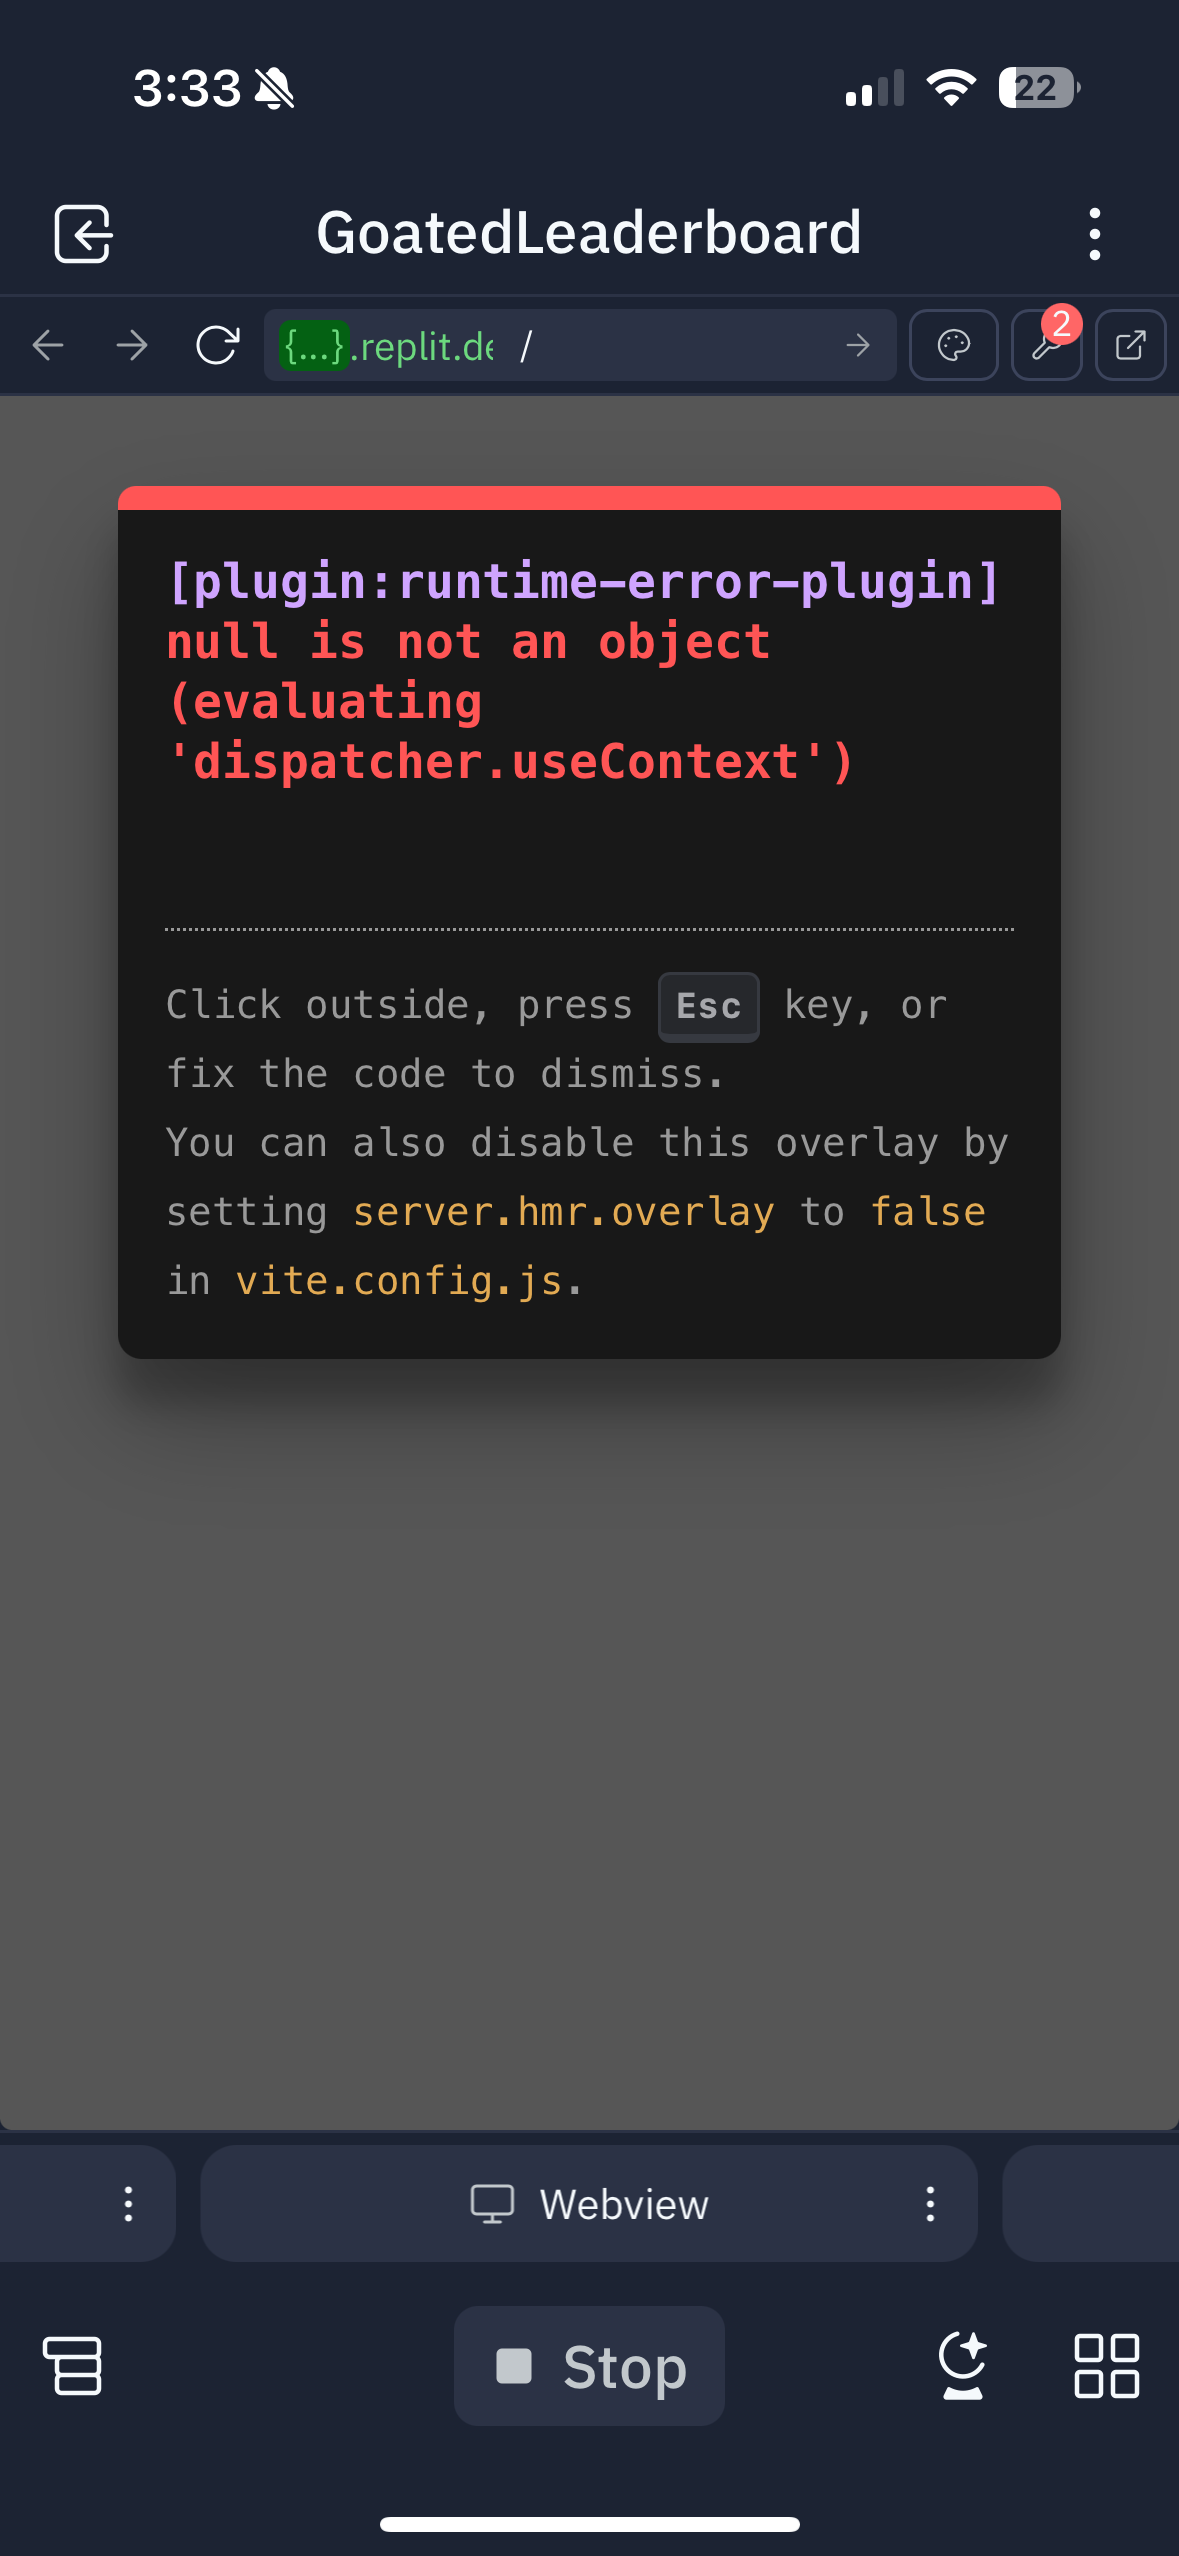 3:33
22
GoatedLeaderboard
{...}.replit.de /
2
[plugin:runtime-error-plugin]
null is not an object
(evaluating
'dispatcher.useContext')
Click outside, press Esc key, or
fix the code to dismiss.
You can also disable this overlay by
setting server.hmr.overlay to false
in vite.config.js.
Webview
Stop